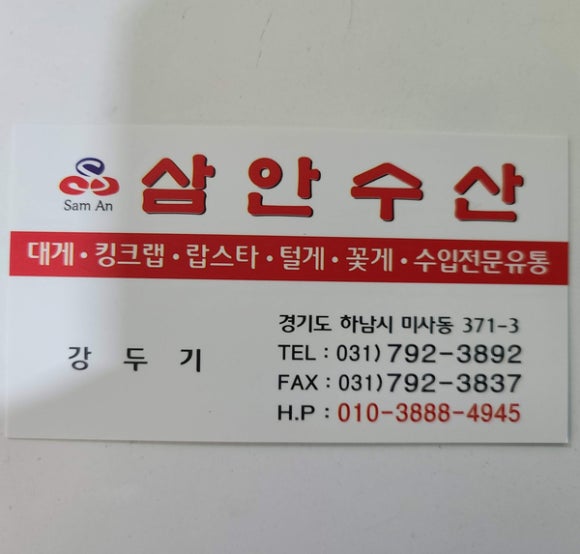 Sam An
삼안수산
대게·킹크랩·랍스타·털게·꽃게·수입전문유통
경기도 하남시 미사동 371-3
강 두 기
TEL : 031) 792-3892
FAX : 031) 792-3837
H.P : 010-3888-4945